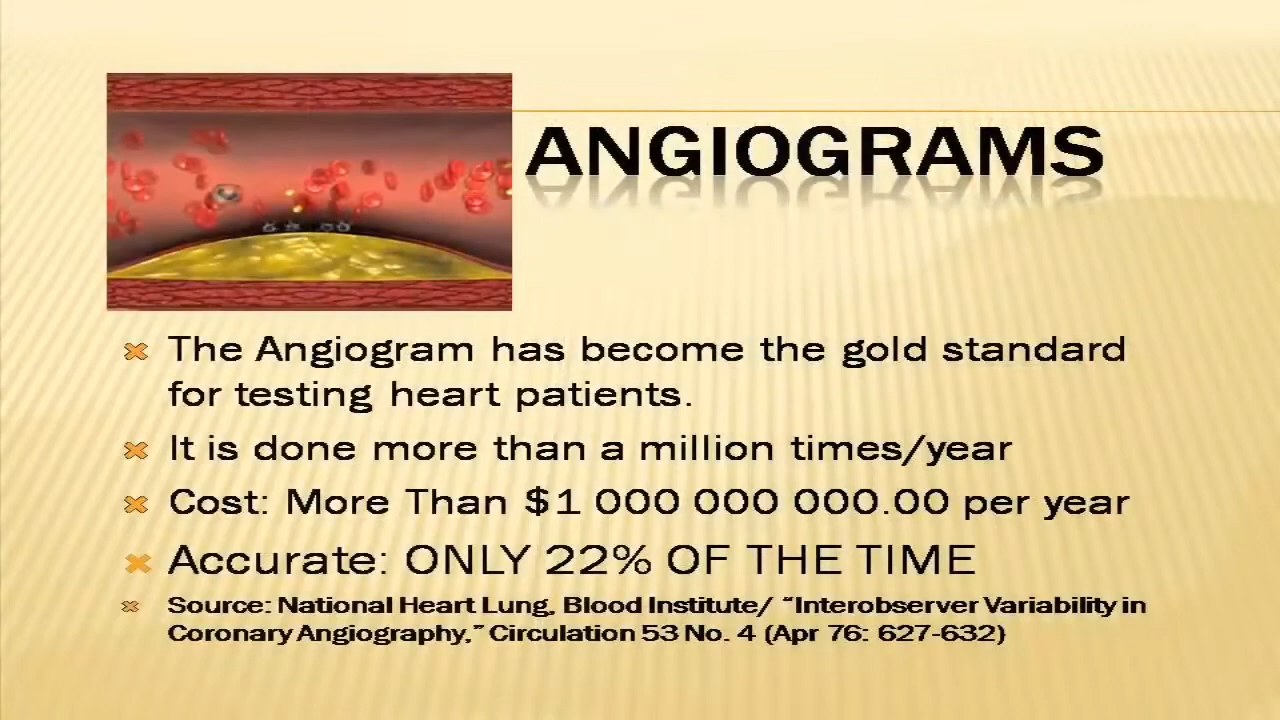 ANGIOGRAMS
The Angiogram has become the gold standard
for testing heart patients.
It is done more than a million times/year
Cost: More Than $1 000 000 000.00 per year
Accurate: ONLY 22% OF THE TIME
Source: National Heart Lung, Blood Institute/ “Interobserver Variability in
Coronary Angiography,” Circulation 53 No. 4 (Apr 76: 627-632)